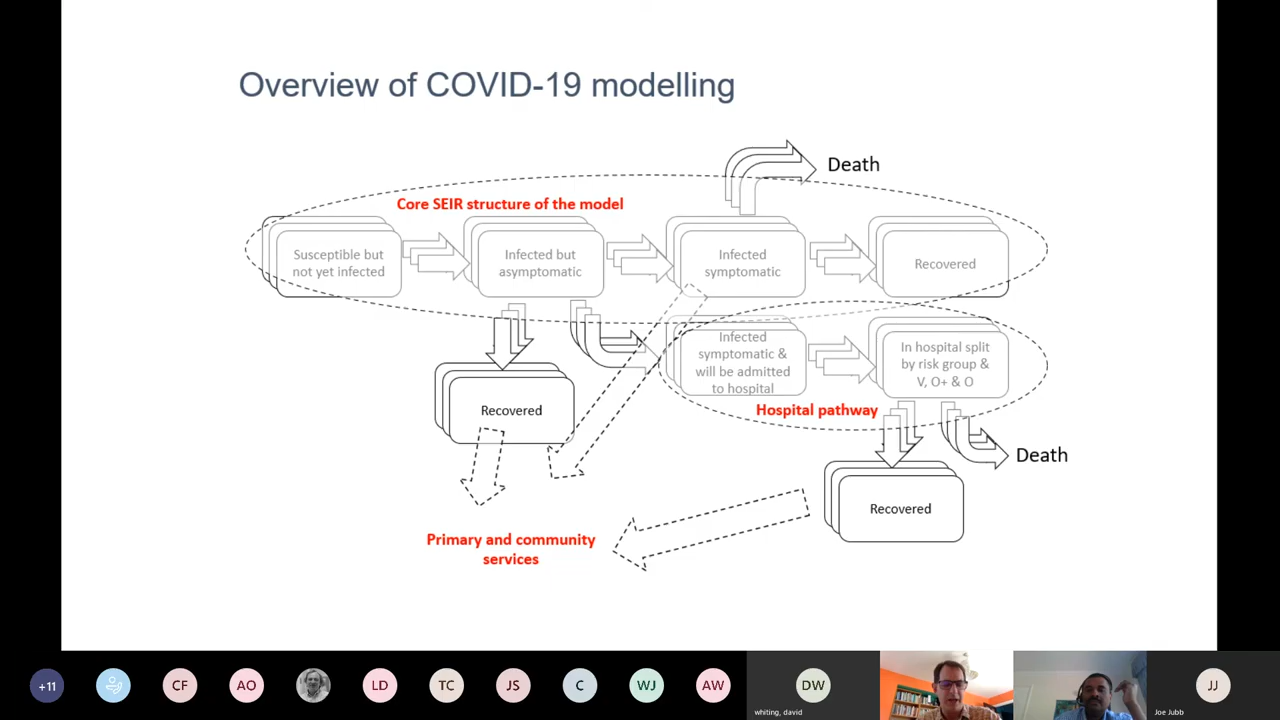 Overview of COVID-19 modelling
Death
Core SEIR structure of the model
Susceptible but
not yet infected
Infected but
asymptomatic
Infected
symptomatic
Recovered
Infected
symptomatic &
will be admitted
to hospital
In hospital split
by risk group &
V, O+ & O
Hospital pathway
Recovered
Death
Recovered
Primary and community
services
+11
CF
AO
LD
TC
JS
C
WJ
AW
DW
whiting, david
JJ
Joe Jubb